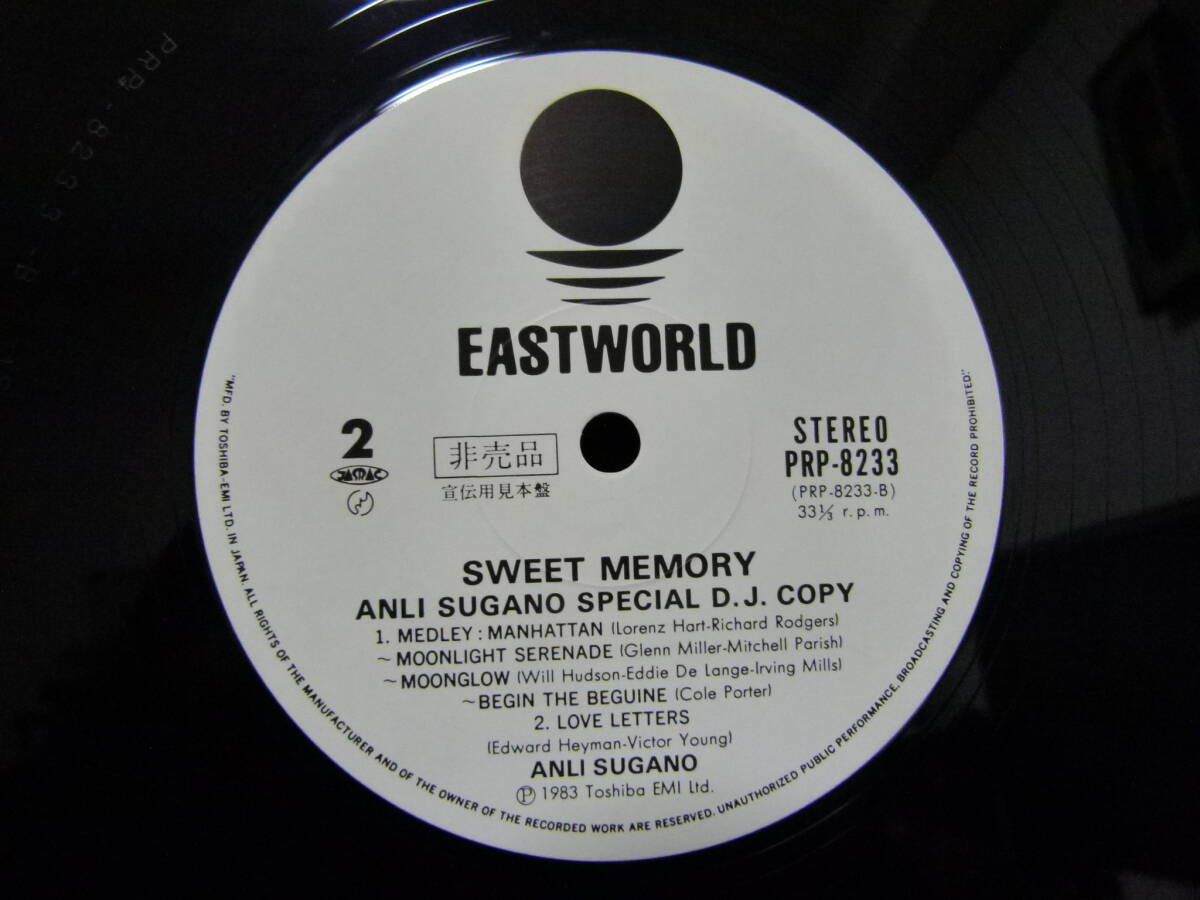 PRP-8233-B
EASTWORLD
2
JASRAC
非売品
宣伝用見本盤
STEREO
PRP-8233
(PRP-8233-B)
33⅓ r.p.m.
SWEET MEMORY
ANLI SUGANO SPECIAL D.J. COPY
1. MEDLEY : MANHATTAN (Lorenz Hart-Richard Rodgers)
~MOONLIGHT SERENADE (Glenn Miller-Mitchell Parish)
~MOONGLOW (Will Hudson-Eddie De Lange-Irving Mills)
~BEGIN THE BEGUINE (Cole Porter)
2. LOVE LETTERS
(Edward Heyman-Victor Young)
ANLI SUGANO
Ⓟ 1983 Toshiba EMI Ltd.
"MFD. BY TOSHIBA-EMI LTD. IN JAPAN. ALL RIGHTS OF THE MANUFACTURER AND OF THE OWNER OF THE RECORDED WORK ARE RESERVED. UNAUTHORIZED PUBLIC PERFORMANCE, BROADCASTING AND COPYING OF THE RECORD PROHIBITED."